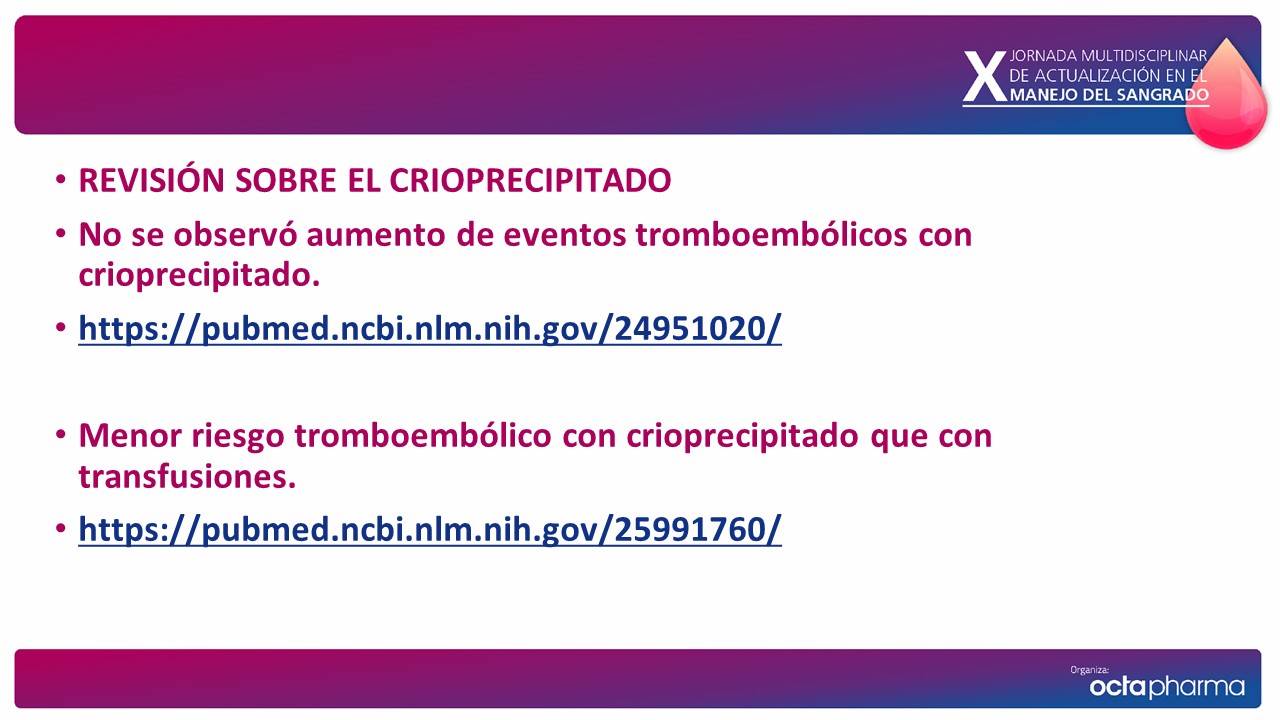 X JORNADA MULTIDISCIPLINAR
DE ACTUALIZACIÓN EN EL
MANEJO DEL SANGRADO
• REVISIÓN SOBRE EL CRIOPRECIPITADO
• No se observó aumento de eventos tromboembólicos con
crioprecipitado.
• https://pubmed.ncbi.nlm.nih.gov/24951020/
• Menor riesgo tromboembólico con crioprecipitado que con
transfusiones.
• https://pubmed.ncbi.nlm.nih.gov/25991760/
Organiza:
octapharma